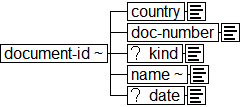 country
doc-number
document-id ~
? kind
name ~
? date